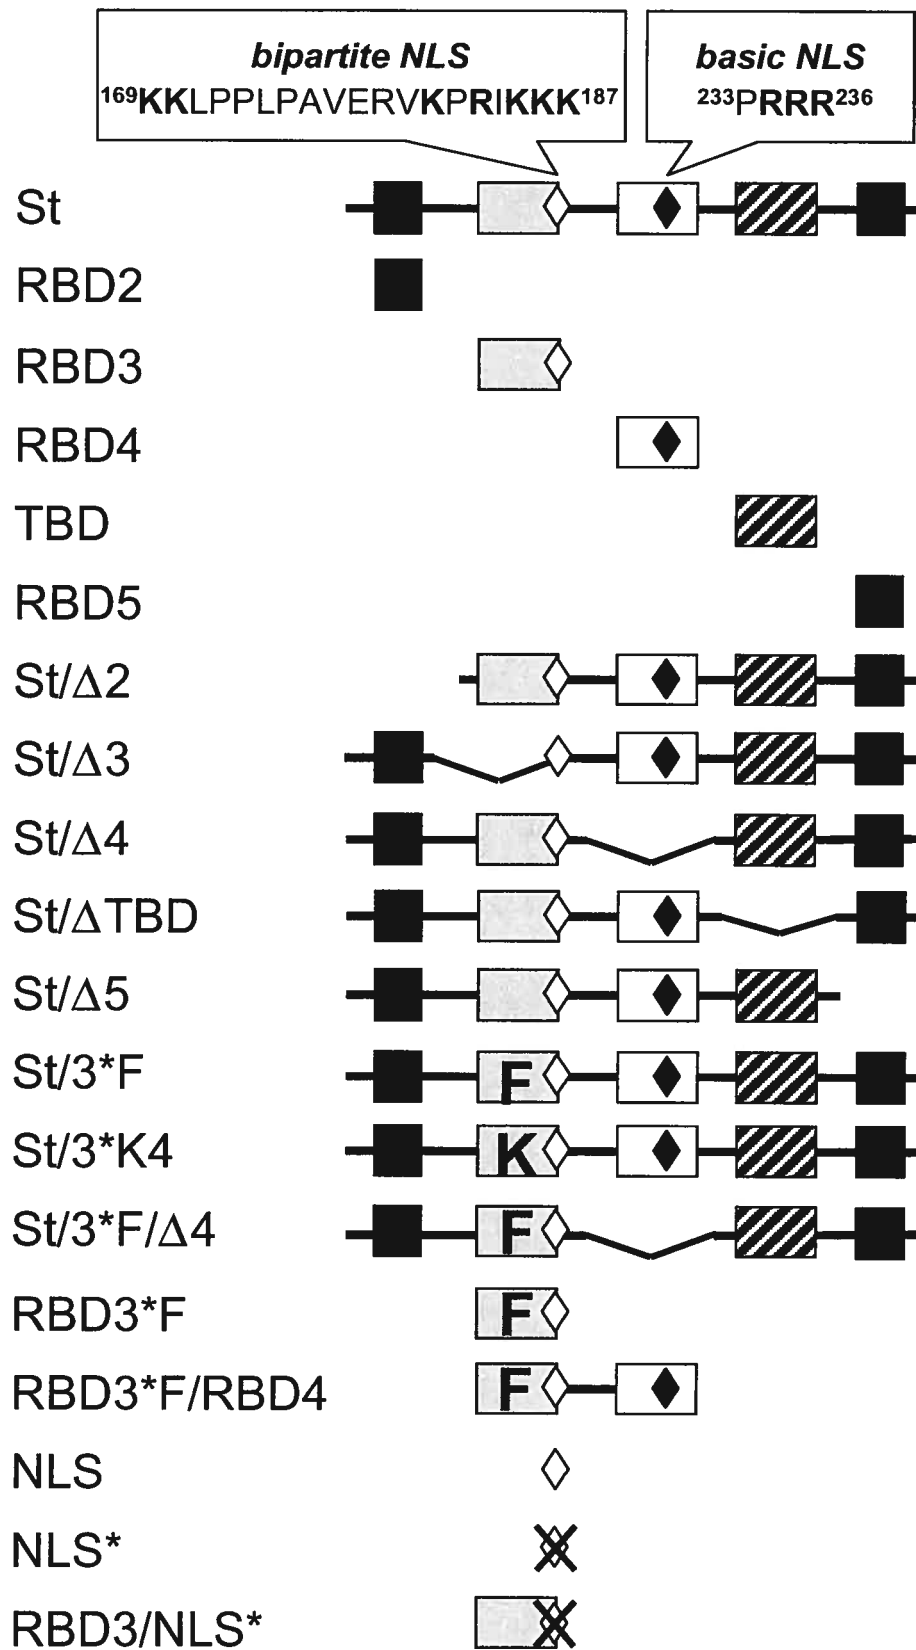 bipartite NLS
¹⁶⁹KKLPPLPAVERVKPRIKKK¹⁸⁷
basic NLS
²³³PRRR²³⁶
St
RBD2
RBD3
RBD4
TBD
RBD5
St/Δ2
St/Δ3
St/Δ4
St/ΔTBD
St/Δ5
St/3*F
F
St/3*K4
K
St/3*F/Δ4
F
RBD3*F
F
RBD3*F/RBD4
F
NLS
NLS*
RBD3/NLS*